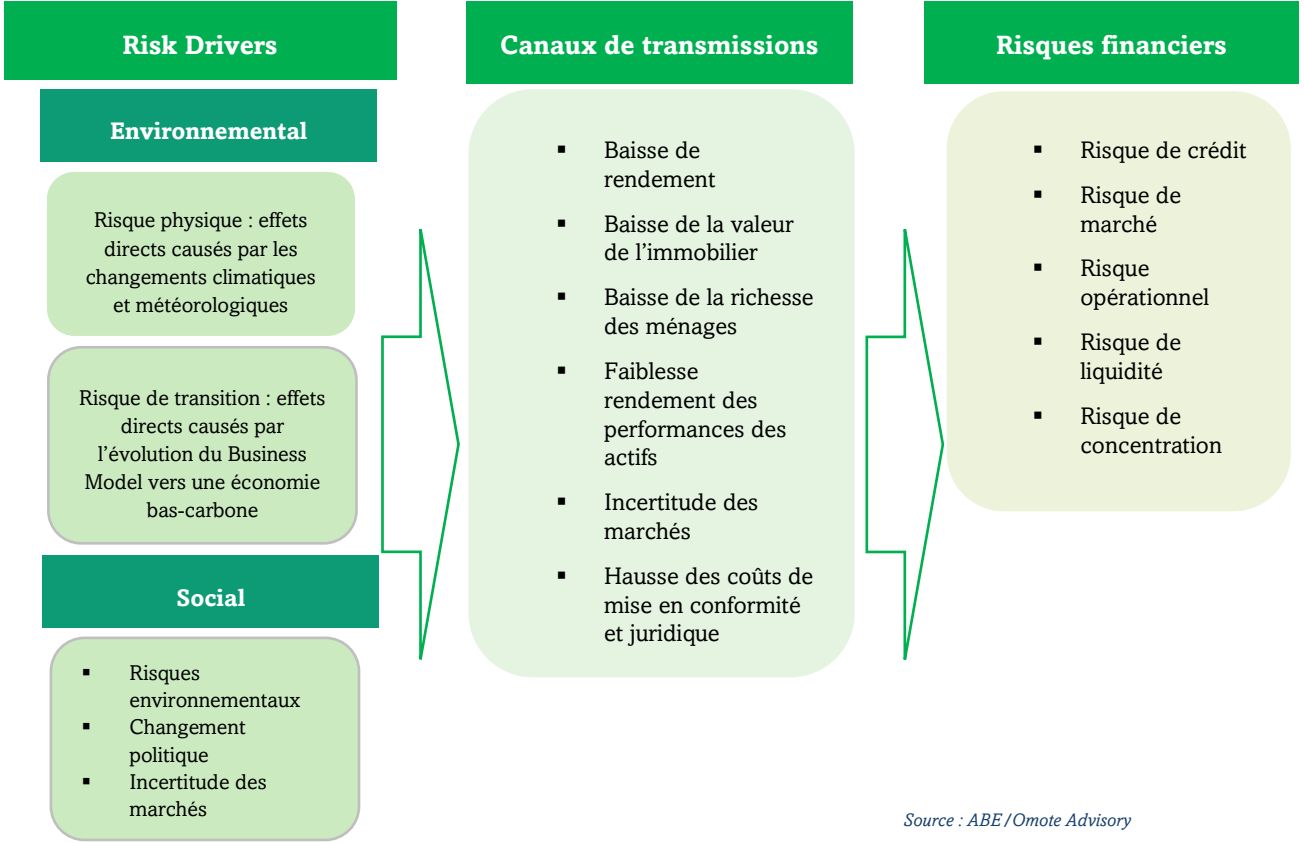 Risk Drivers
Environnemental
Risque physique : effets
directs causés par les
changements climatiques
et météorologiques
Risque de transition : effets
directs causés par
l’évolution du Business
Model vers une économie
bas-carbone
Social
▪ Risques
environnementaux
▪ Changement
politique
▪ Incertitude des
marchés
Canaux de transmissions
▪ Baisse de
rendement
▪ Baisse de la valeur
de l’immobilier
▪ Baisse de la richesse
des ménages
▪ Faiblesse
rendement des
performances des
actifs
▪ Incertitude des
marchés
▪ Hausse des coûts de
mise en conformité
et juridique
Risques financiers
▪ Risque de crédit
▪ Risque de
marché
▪ Risque
opérationnel
▪ Risque de
liquidité
▪ Risque de
concentration
Source : ABE/Omote Advisory